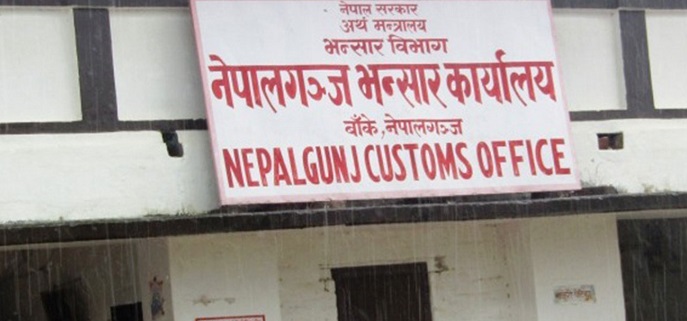 नेपाल सरकार
अर्थ मन्त्रालय
भन्सार विभाग
नेपालगञ्ज भन्सार कार्यालय
बाँके, नेपालगञ्ज
NEPALGUNJ CUSTOMS OFFICE